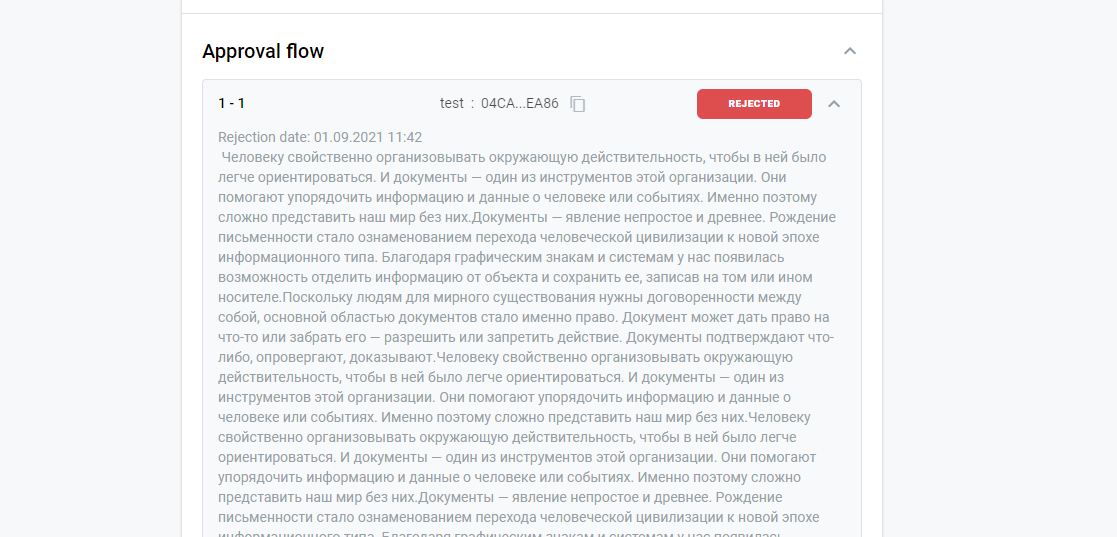 Approval flow
1 - 1 test : 04CA...EA86 REJECTED
Rejection date: 01.09.2021 11:42
Человеку свойственно организовывать окружающую действительность, чтобы в ней было
легче ориентироваться. И документы — один из инструментов этой организации. Они
помогают упорядочить информацию и данные о человеке или событиях. Именно поэтому
сложно представить наш мир без них.Документы — явление непростое и древнее. Рождение
письменности стало ознаменованием перехода человеческой цивилизации к новой эпохе
информационного типа. Благодаря графическим знакам и системам у нас появилась
возможность отделить информацию от объекта и сохранить ее, записав на том или ином
носителе.Поскольку людям для мирного существования нужны договоренности между
собой, основной областью документов стало именно право. Документ может дать право на
что-то или забрать его — разрешить или запретить действие. Документы подтверждают что-
либо, опровергают, доказывают.Человеку свойственно организовывать окружающую
действительность, чтобы в ней было легче ориентироваться. И документы — один из
инструментов этой организации. Они помогают упорядочить информацию и данные о
человеке или событиях. Именно поэтому сложно представить наш мир без них.Человеку
свойственно организовывать окружающую действительность, чтобы в ней было легче
ориентироваться. И документы — один из инструментов этой организации. Они помогают
упорядочить информацию и данные о человеке или событиях. Именно поэтому сложно
представить наш мир без них.Документы — явление непростое и древнее. Рождение
письменности стало ознаменованием перехода человеческой цивилизации к новой эпохе
информационного типа. Благодаря графическим знакам и системам у нас появилась